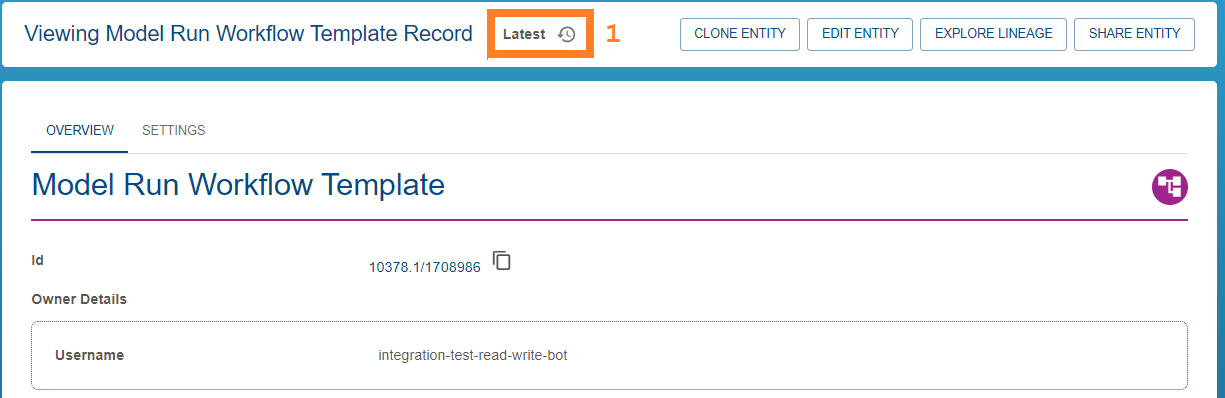 Viewing Model Run Workflow Template Record Latest 1 CLONE ENTITY EDIT ENTITY EXPLORE LINEAGE SHARE ENTITY
OVERVIEW SETTINGS
Model Run Workflow Template
Id 10378.1/1708986
Owner Details
Username integration-test-read-write-bot